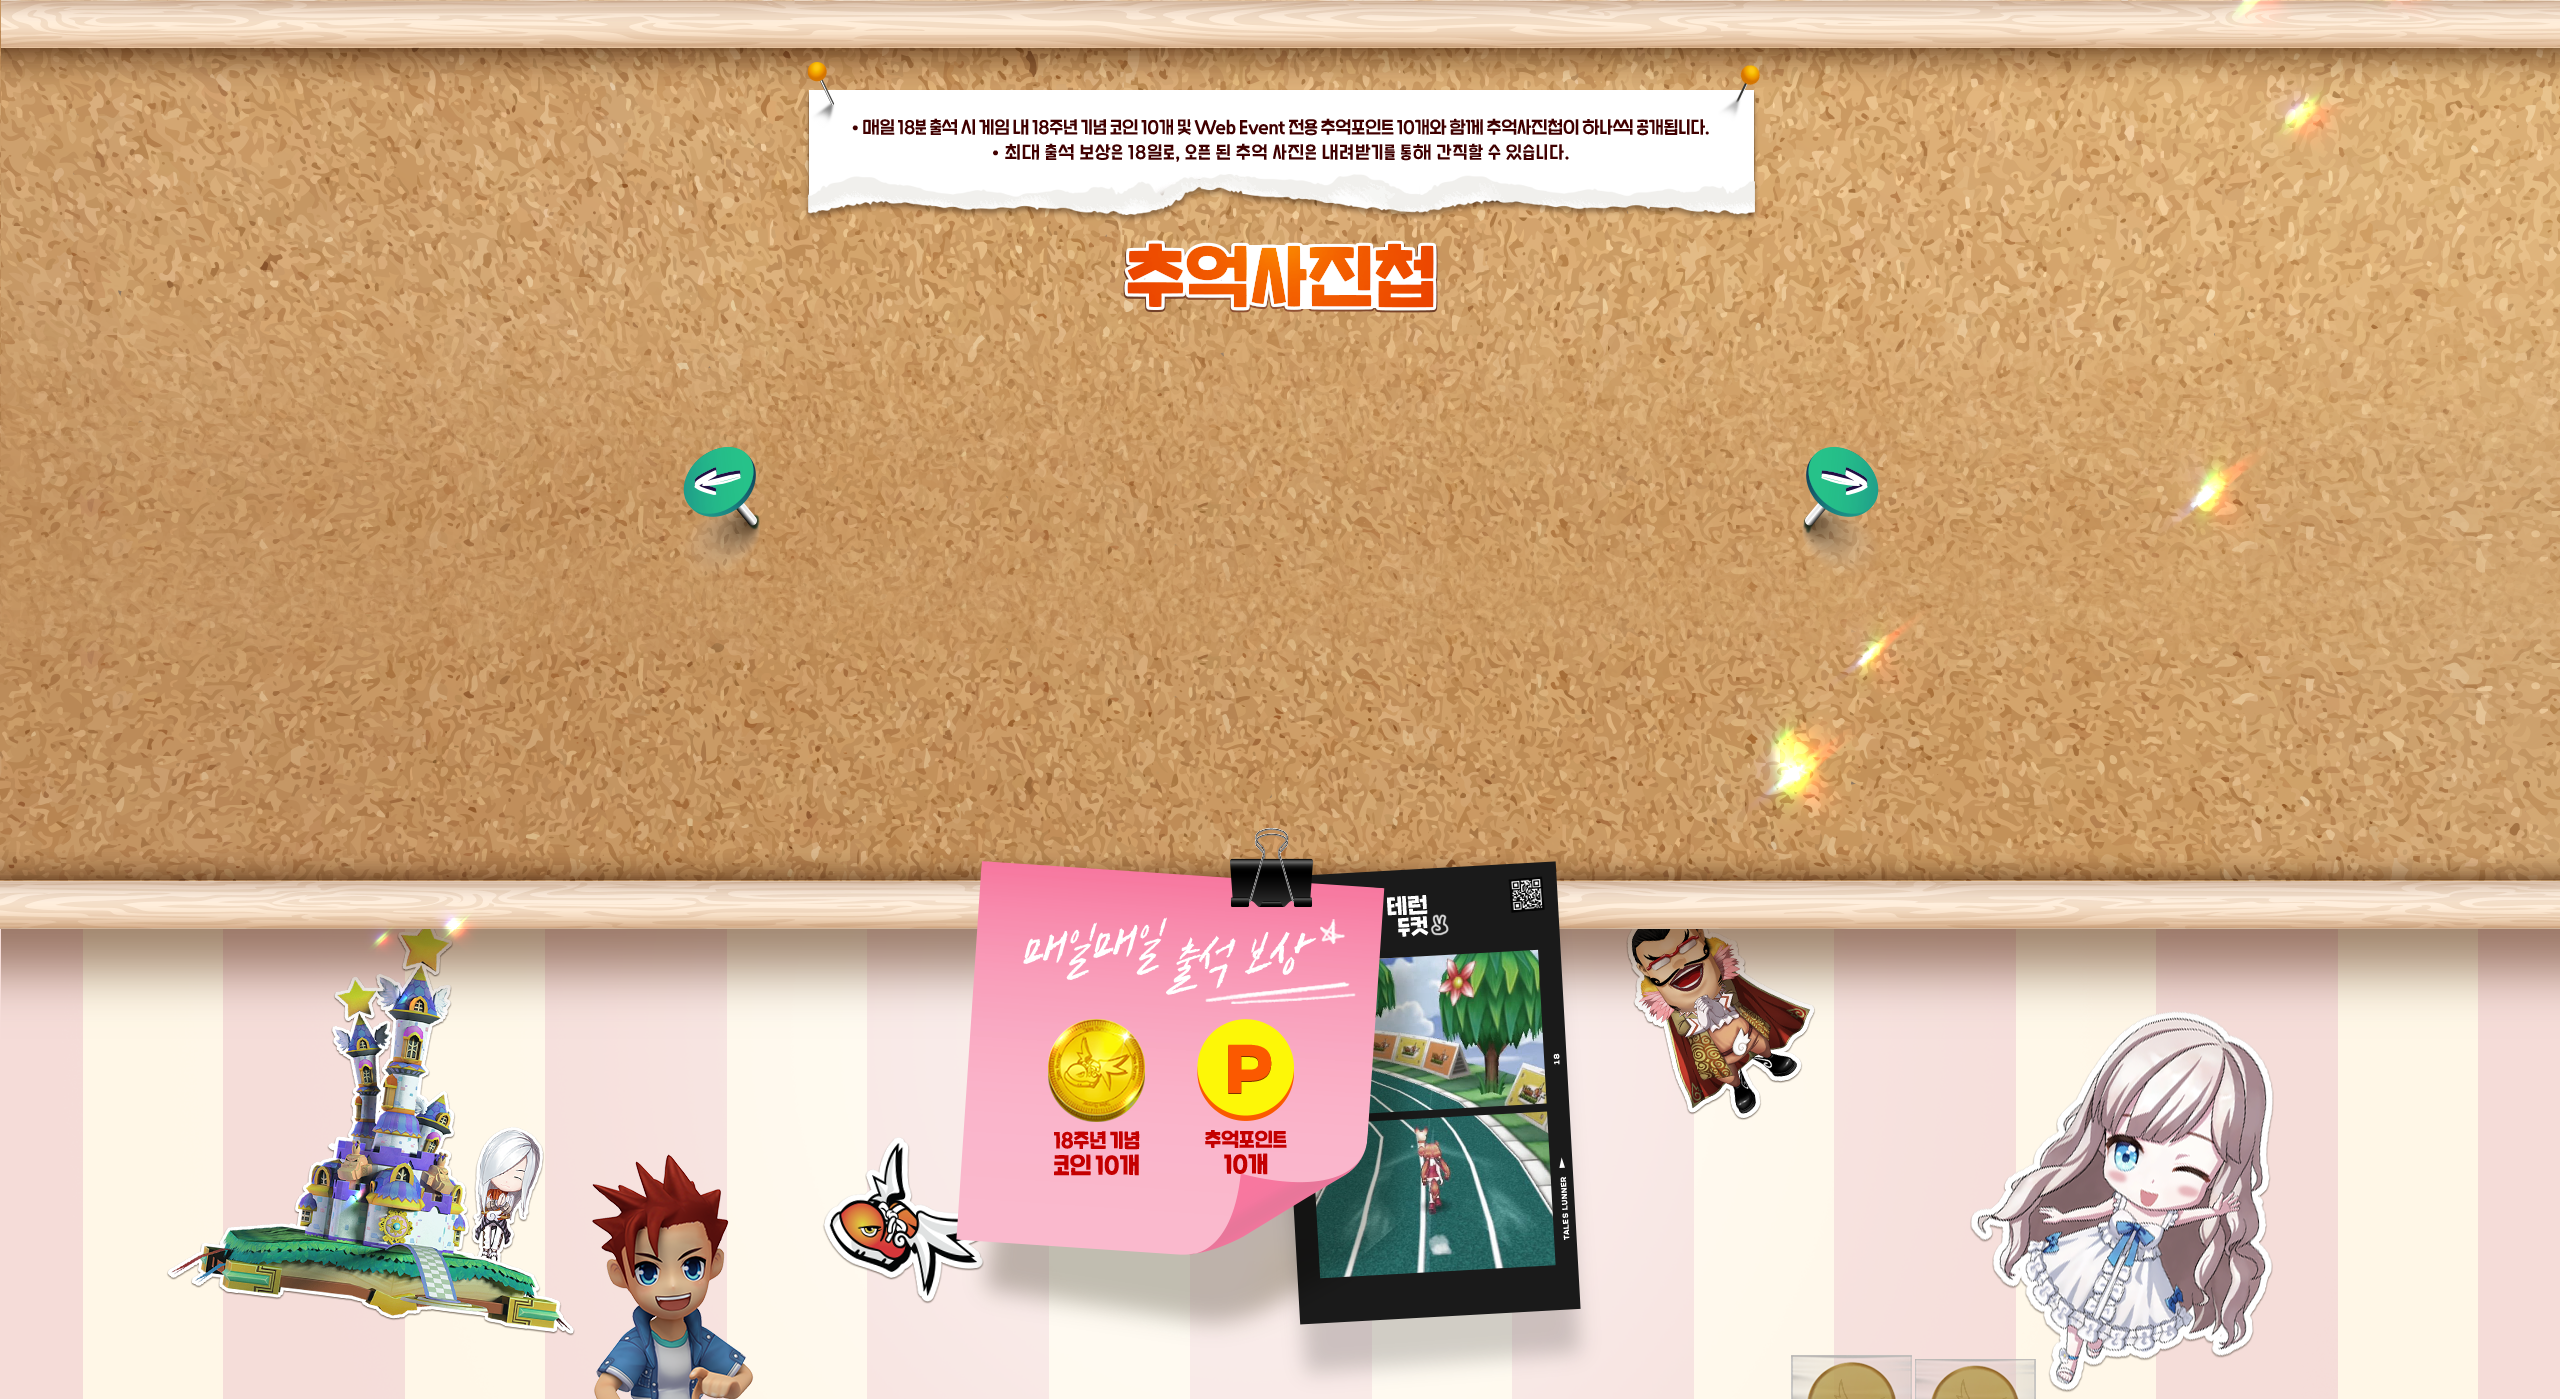 • 매일 18분 출석 시 게임 내 18주년 기념 코인 10개 및 Web Event 전용 추억포인트 10개와 함께 추억사진첩이 하나씩 공개됩니다.
• 최대 출석 보상은 18일로, 오픈 된 추억 사진은 내려받기를 통해 간직할 수 있습니다.
추억사진첩
매일매일 출석 보상
P
18주년 기념
코인 10개
추억포인트
10개
테런
두컷
18
TALES LUNNER